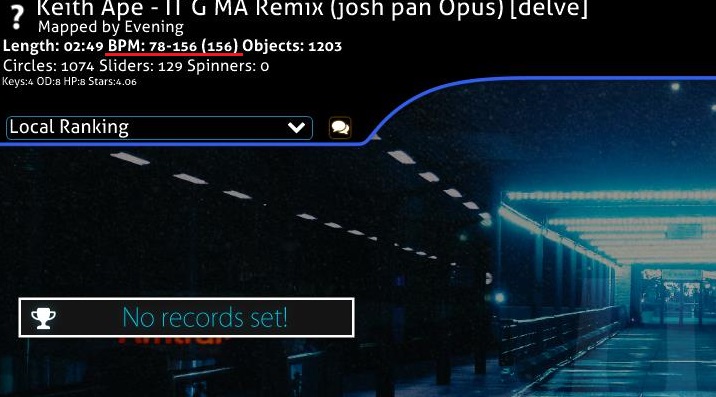 Keith Ape - IT G MA Remix (josh pan Opus) [delve]
Mapped by Evening
Length: 02:49 BPM: 78-156 (156) Objects: 1203
Circles: 1074 Sliders: 129 Spinners: 0
Keys:4 OD:8 HP:8 Stars:4.06
Local Ranking
No records set!